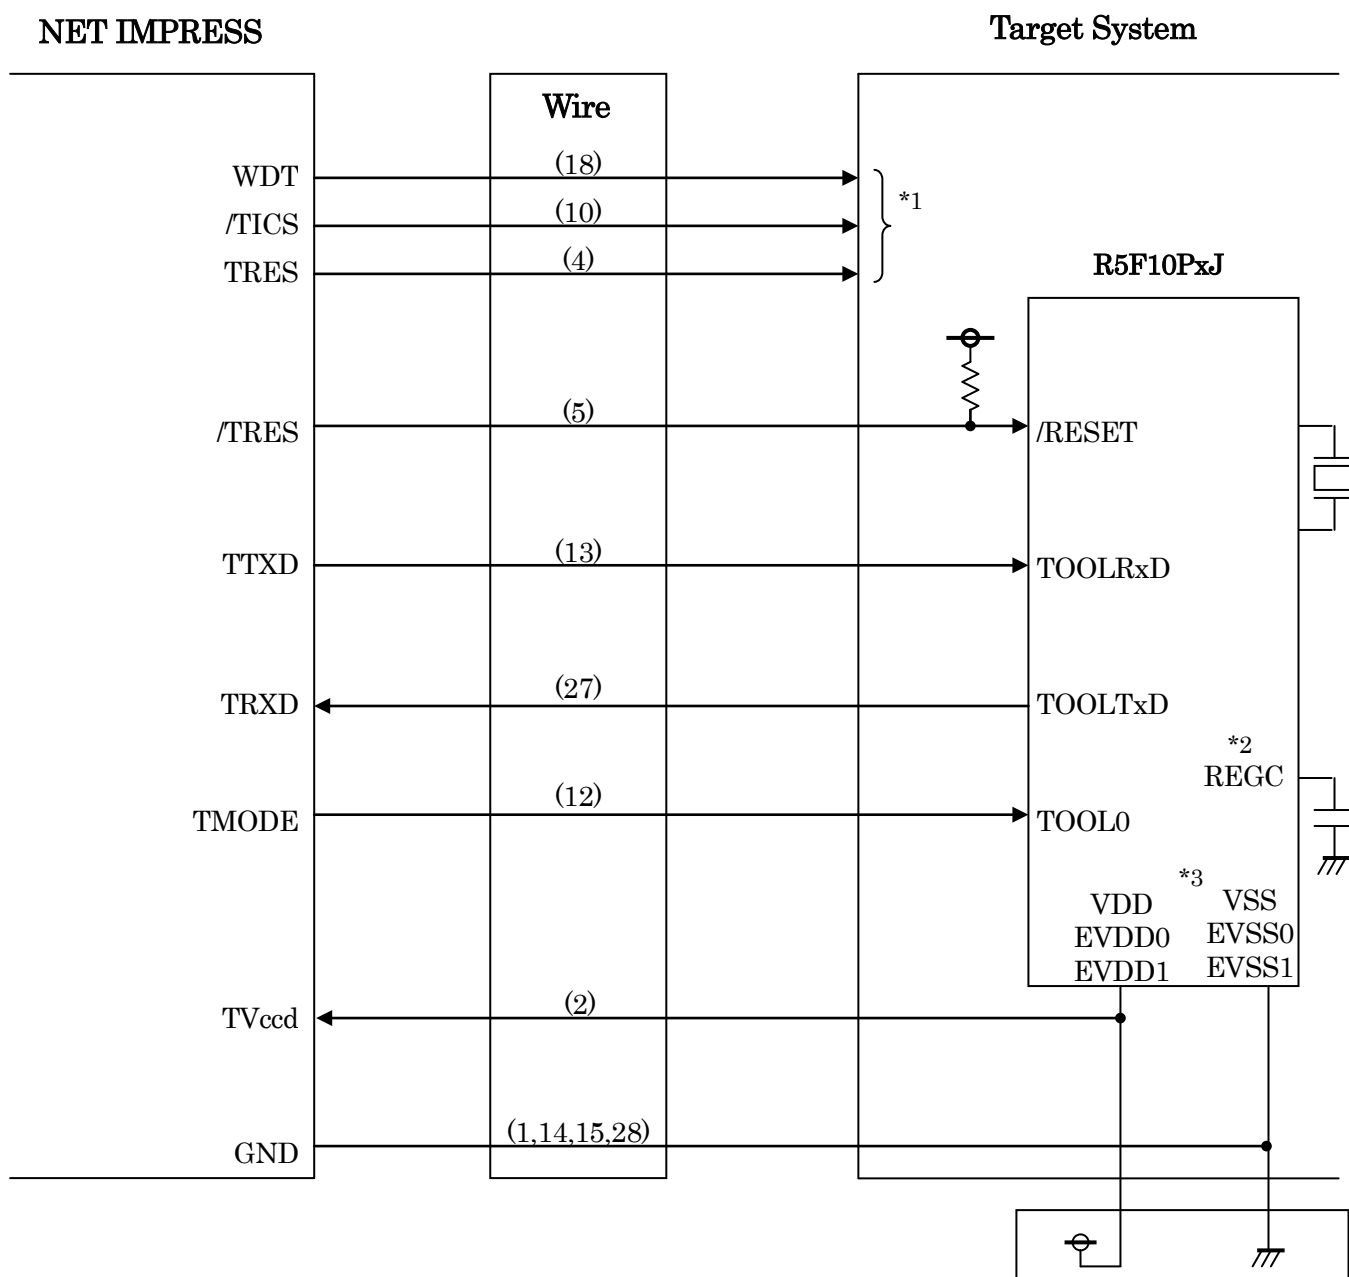 NET IMPRESS
Target System
Wire
WDT
(18)
*1
/TICS
(10)
TRES
(4)
R5F10PxJ
/TRES
(5)
/RESET
TTXD
(13)
TOOLRxD
TRXD
(27)
TOOLTxD
*2
REGC
TMODE
(12)
TOOL0
*3
VDD
VSS
EVDD0
EVSS0
EVDD1
EVSS1
TVccd
(2)
GND
(1,14,15,28)